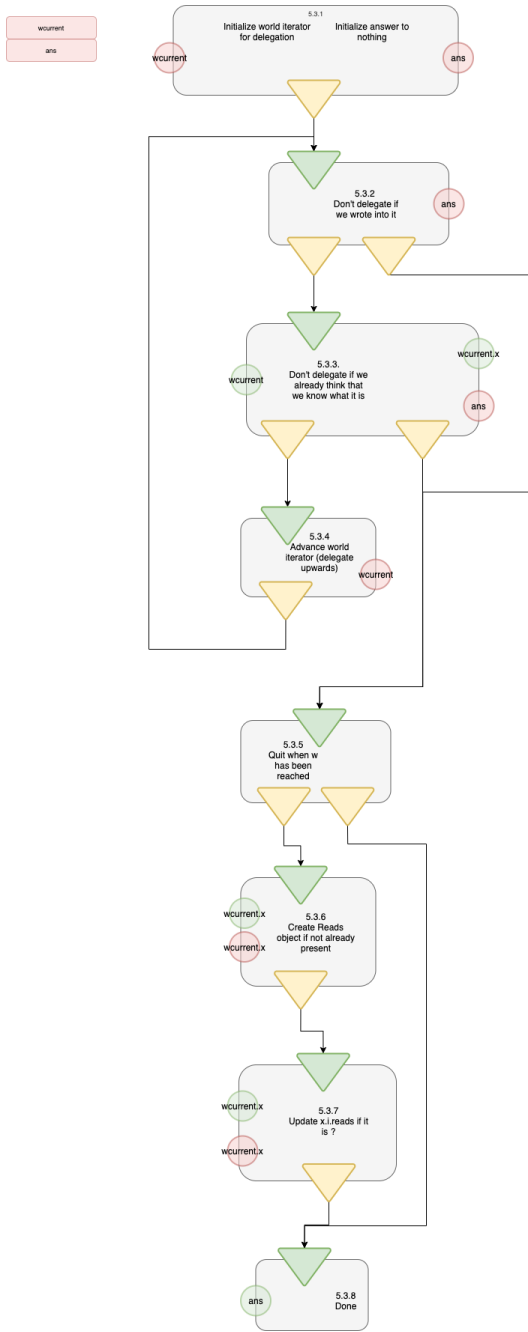 wcurrent
ans
5.3.1
Initialize world iterator
for delegation
Initialize answer to
nothing
wcurrent
ans
5.3.2
Don't delegate if
we wrote into it
ans
5.3.3.
Don't delegate if we
already think that
we know what it is
wcurrent
wcurrent.x
ans
5.3.4
Advance world
iterator (delegate
upwards)
wcurrent
5.3.5
Quit when w
has been
reached
wcurrent.x
wcurrent.x
5.3.6
Create Reads
object if not already
present
wcurrent.x
wcurrent.x
5.3.7
Update x.i.reads if it
is ?
ans
5.3.8
Done